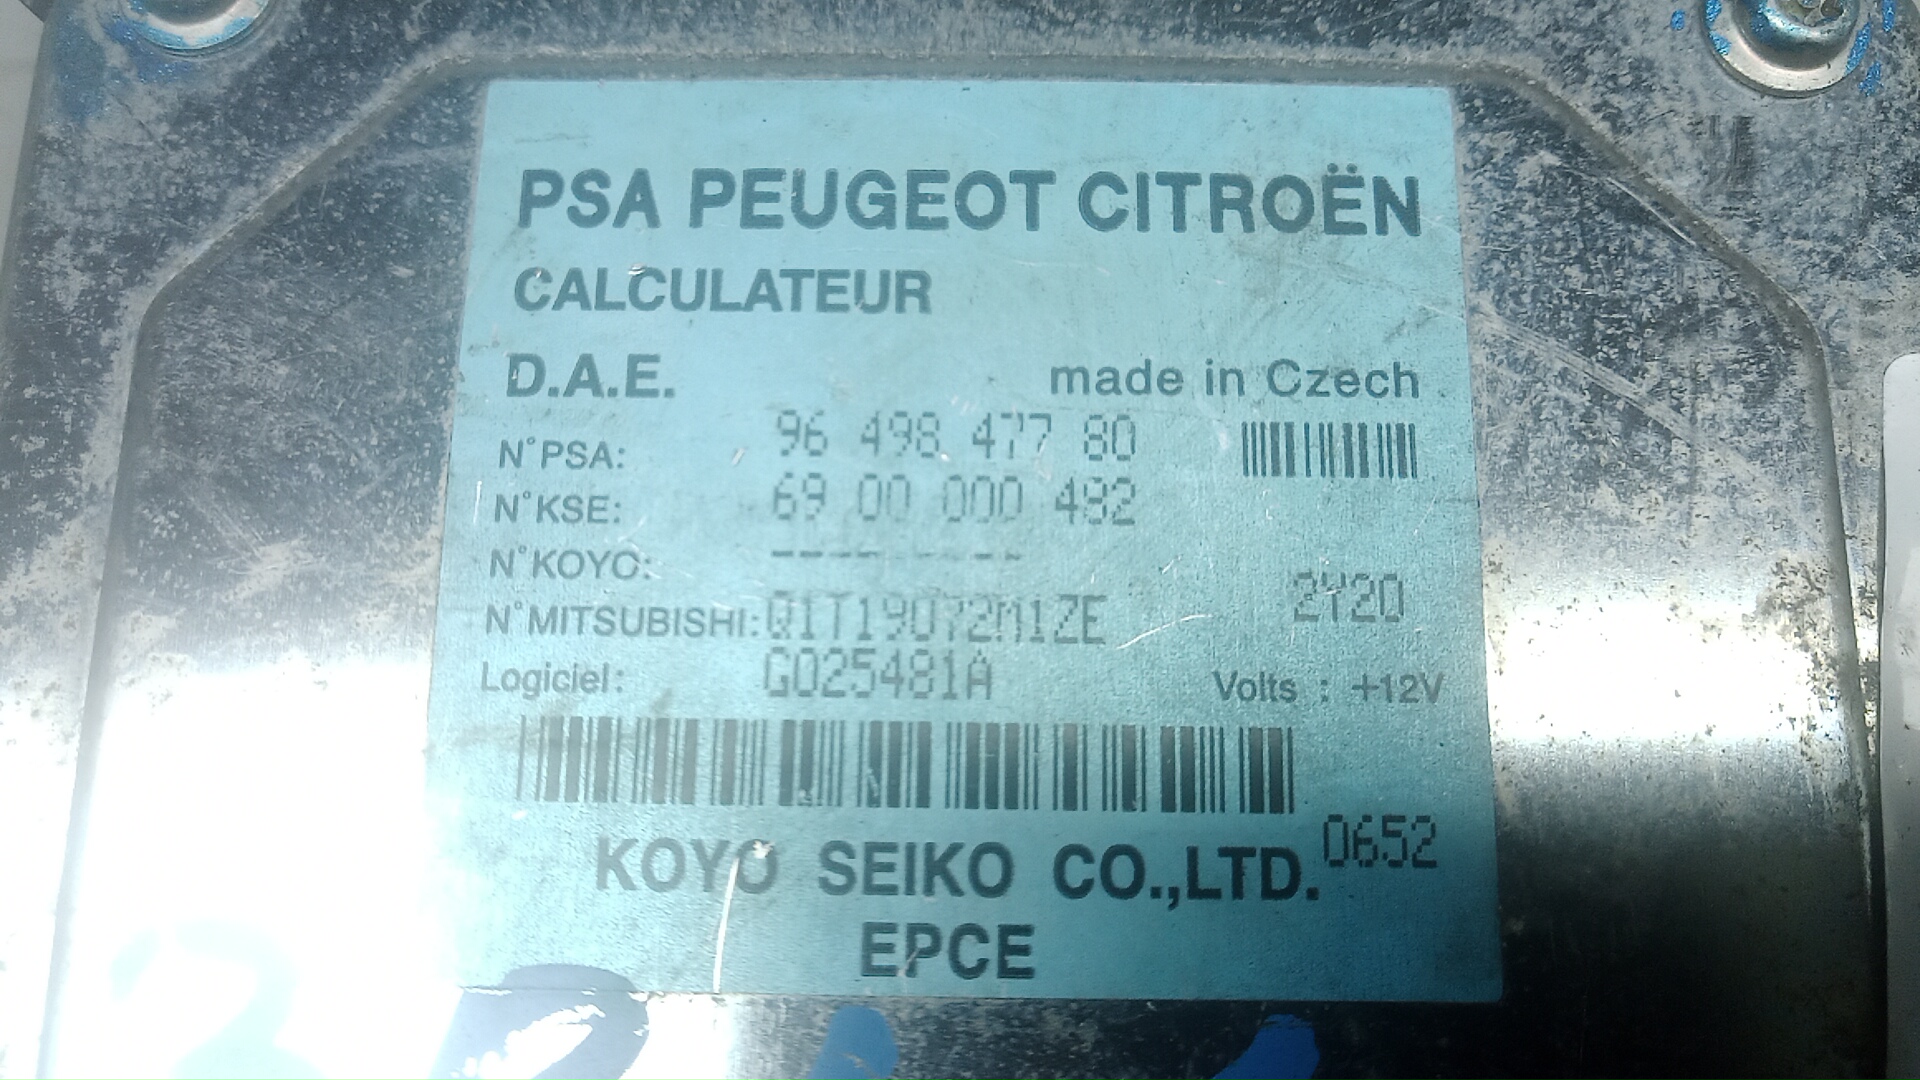 PSA PEUGEOT CITROËN
CALCULATEUR
D.A.E. made in Czech
N°PSA: 96 498 477 80
N°KSE: 69 00 000 492
N°KOYO: ---- --- --
N°MITSUBISHI: Q1T19072M1ZE 2Y20
Logiciel: G025481A Volts : +12V
0652
KOYO SEIKO CO.,LTD.
EPCE